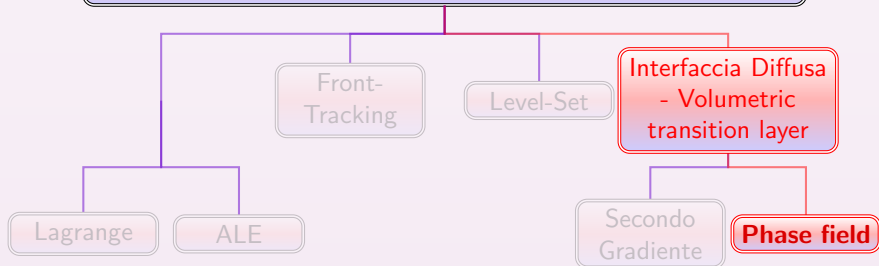 Front-
Tracking
Level-Set
Interfaccia Diffusa
- Volumetric
transition layer
Lagrange
ALE
Secondo
Gradiente
Phase field